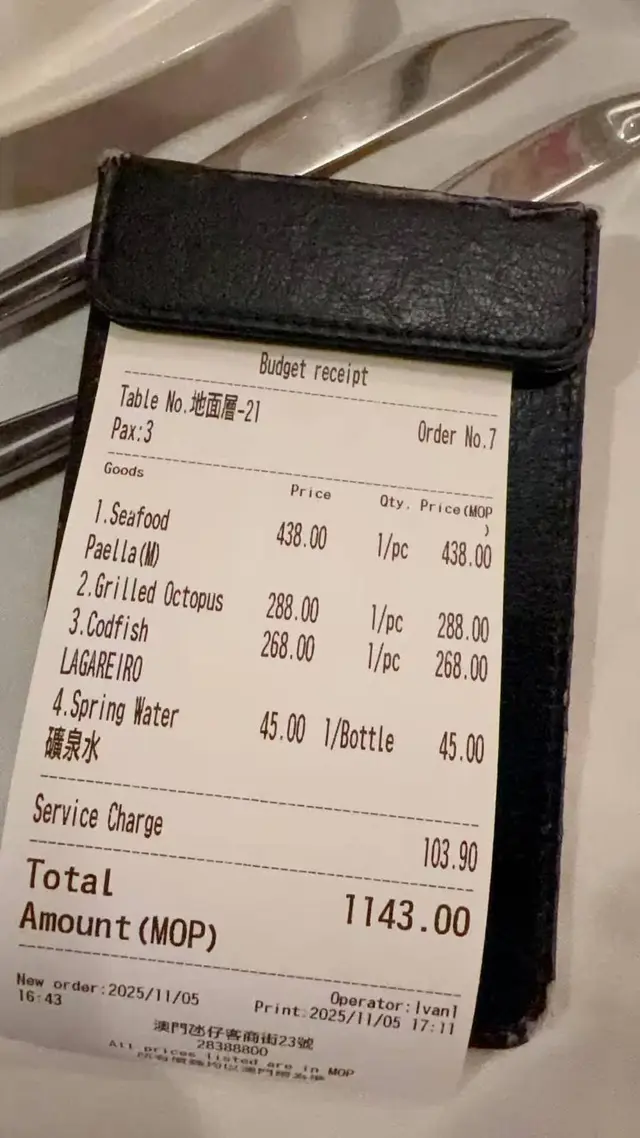 Budget receipt
Table No.地面層-21
Pax:3 Order No.7
Goods Price Qty. Price(MOP
)
1.Seafood 438.00 1/pc 438.00
Paella(M)
2.Grilled Octopus 288.00 1/pc 288.00
3.Codfish 268.00 1/pc 268.00
LAGAREIRO
4.Spring Water 45.00 1/Bottle 45.00
礦泉水
Service Charge 103.90
Total
Amount(MOP) 1143.00
New order:2025/11/05 Operator:Ivan1
16:43 Print:2025/11/05 17:11
澳門氹仔客商街23號
28388800
All prices listed are in MOP